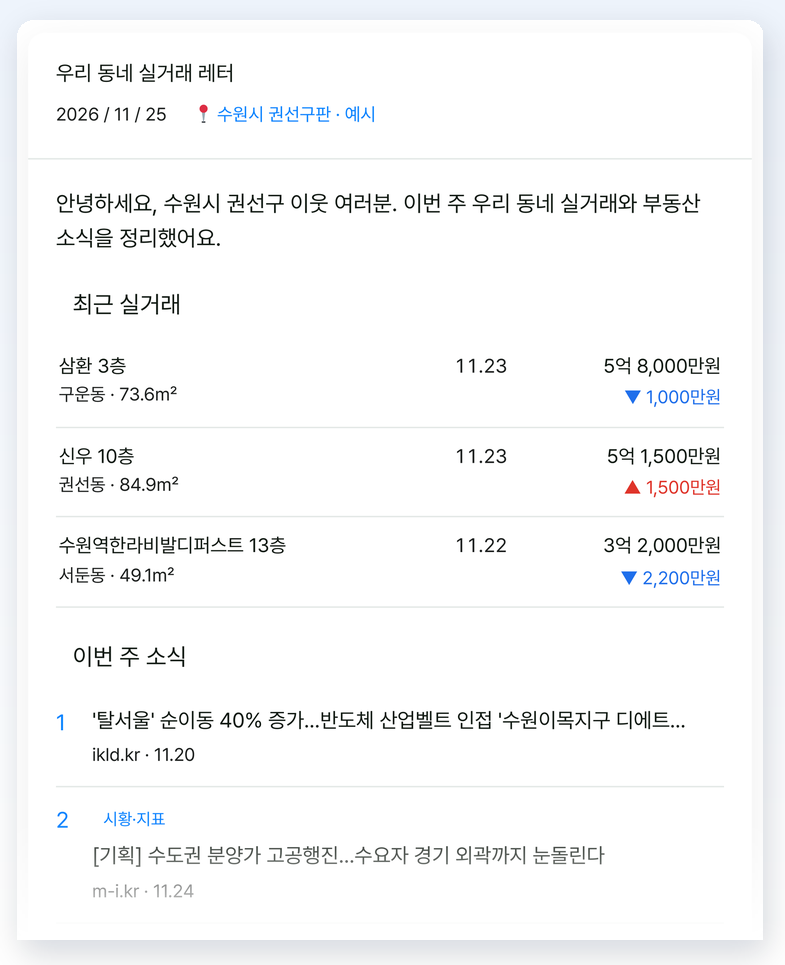 우리 동네 실거래 레터
2026 / 11 / 25 📍 수원시 권선구판 · 예시
안녕하세요, 수원시 권선구 이웃 여러분. 이번 주 우리 동네 실거래와 부동산
소식을 정리했어요.
최근 실거래
삼환 3층 11.23 5억 8,000만원
구운동 · 73.6m² ▼ 1,000만원
신우 10층 11.23 5억 1,500만원
권선동 · 84.9m² ▲ 1,500만원
수원역한라비발디퍼스트 13층 11.22 3억 2,000만원
서둔동 · 49.1m² ▼ 2,200만원
이번 주 소식
1 '탈서울' 순이동 40% 증가…반도체 산업벨트 인접 '수원이목지구 디에트…
ikld.kr · 11.20
2 시황·지표
[기획] 수도권 분양가 고공행진…수요자 경기 외곽까지 눈돌린다
m-i.kr · 11.24